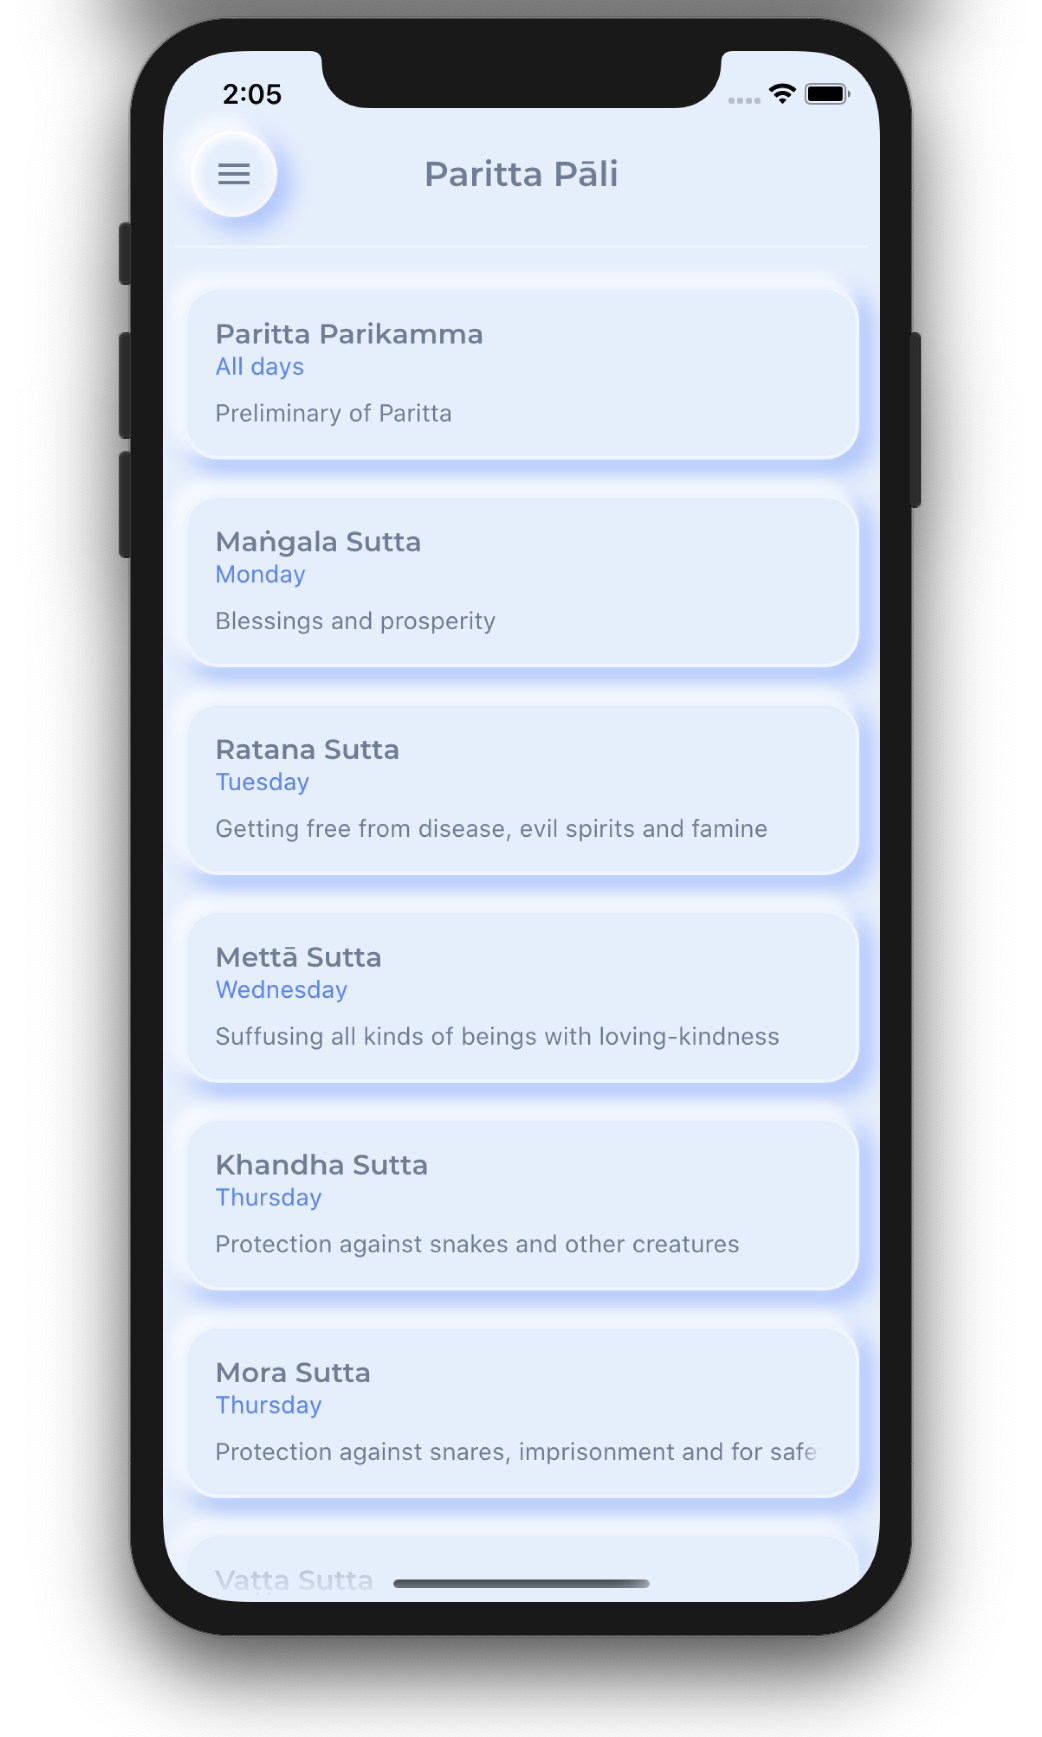 2:05
Paritta Pāli
Paritta Parikamma
All days
Preliminary of Paritta
Maṅgala Sutta
Monday
Blessings and prosperity
Ratana Sutta
Tuesday
Getting free from disease, evil spirits and famine
Mettā Sutta
Wednesday
Suffusing all kinds of beings with loving-kindness
Khandha Sutta
Thursday
Protection against snakes and other creatures
Mora Sutta
Thursday
Protection against snares, imprisonment and for safe
Vaṭṭa Sutta